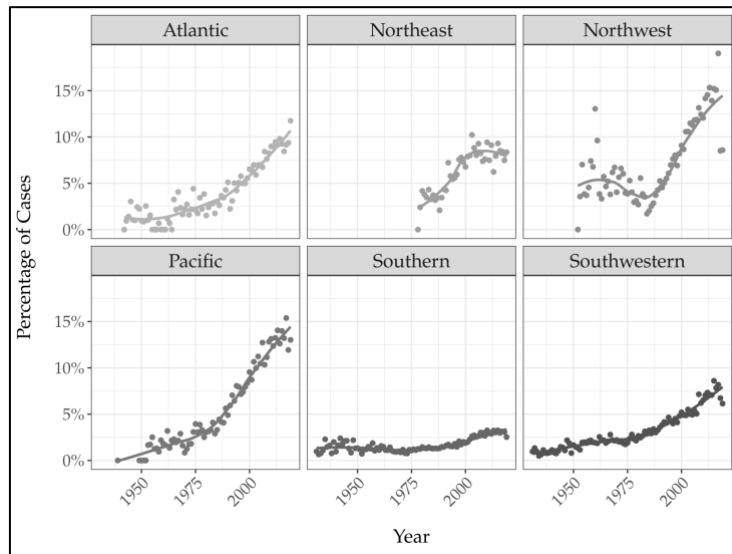 Atlantic Northeast Northwest
15%
10%
5%
0%
Percentage of Cases
Pacific Southern Southwestern
15%
10%
5%
0%
1950 1975 2000 1950 1975 2000 1950 1975 2000
Year